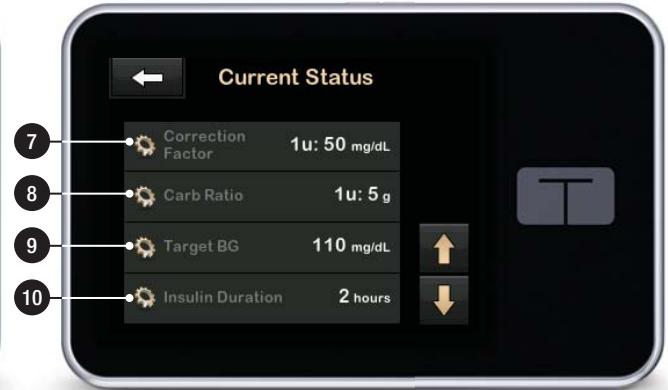 Current Status
7
Correction
Factor
1u: 50 mg/dL
8
Carb Ratio
1u: 5 g
9
Target BG
110 mg/dL
10
Insulin Duration
2 hours